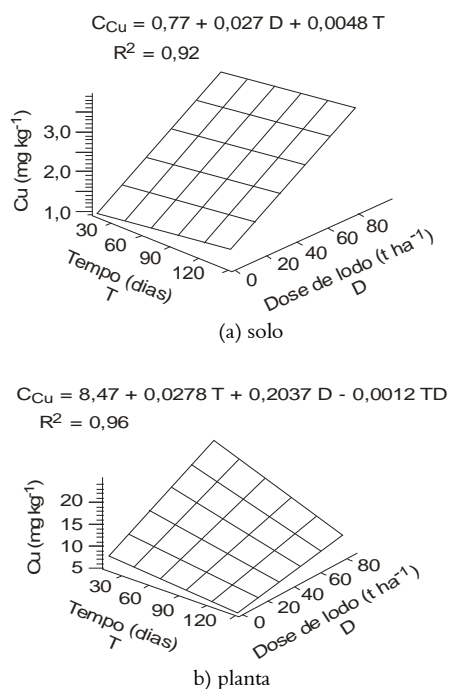 C_Cu = 0,77 + 0,027 D + 0,0048 T
R² = 0,92
Cu (mg kg⁻¹)
3,0
2,0
1,0
30
60
90
120
Tempo (dias)
T
0
20
40
60
80
Dose de lodo (t ha⁻¹)
D
(a) solo
C_Cu = 8,47 + 0,0278 T + 0,2037 D - 0,0012 TD
R² = 0,96
Cu (mg kg⁻¹)
20
15
10
5
30
60
90
120
Tempo (dias)
T
0
20
40
60
80
Dose de lodo (t ha⁻¹)
D
b) planta